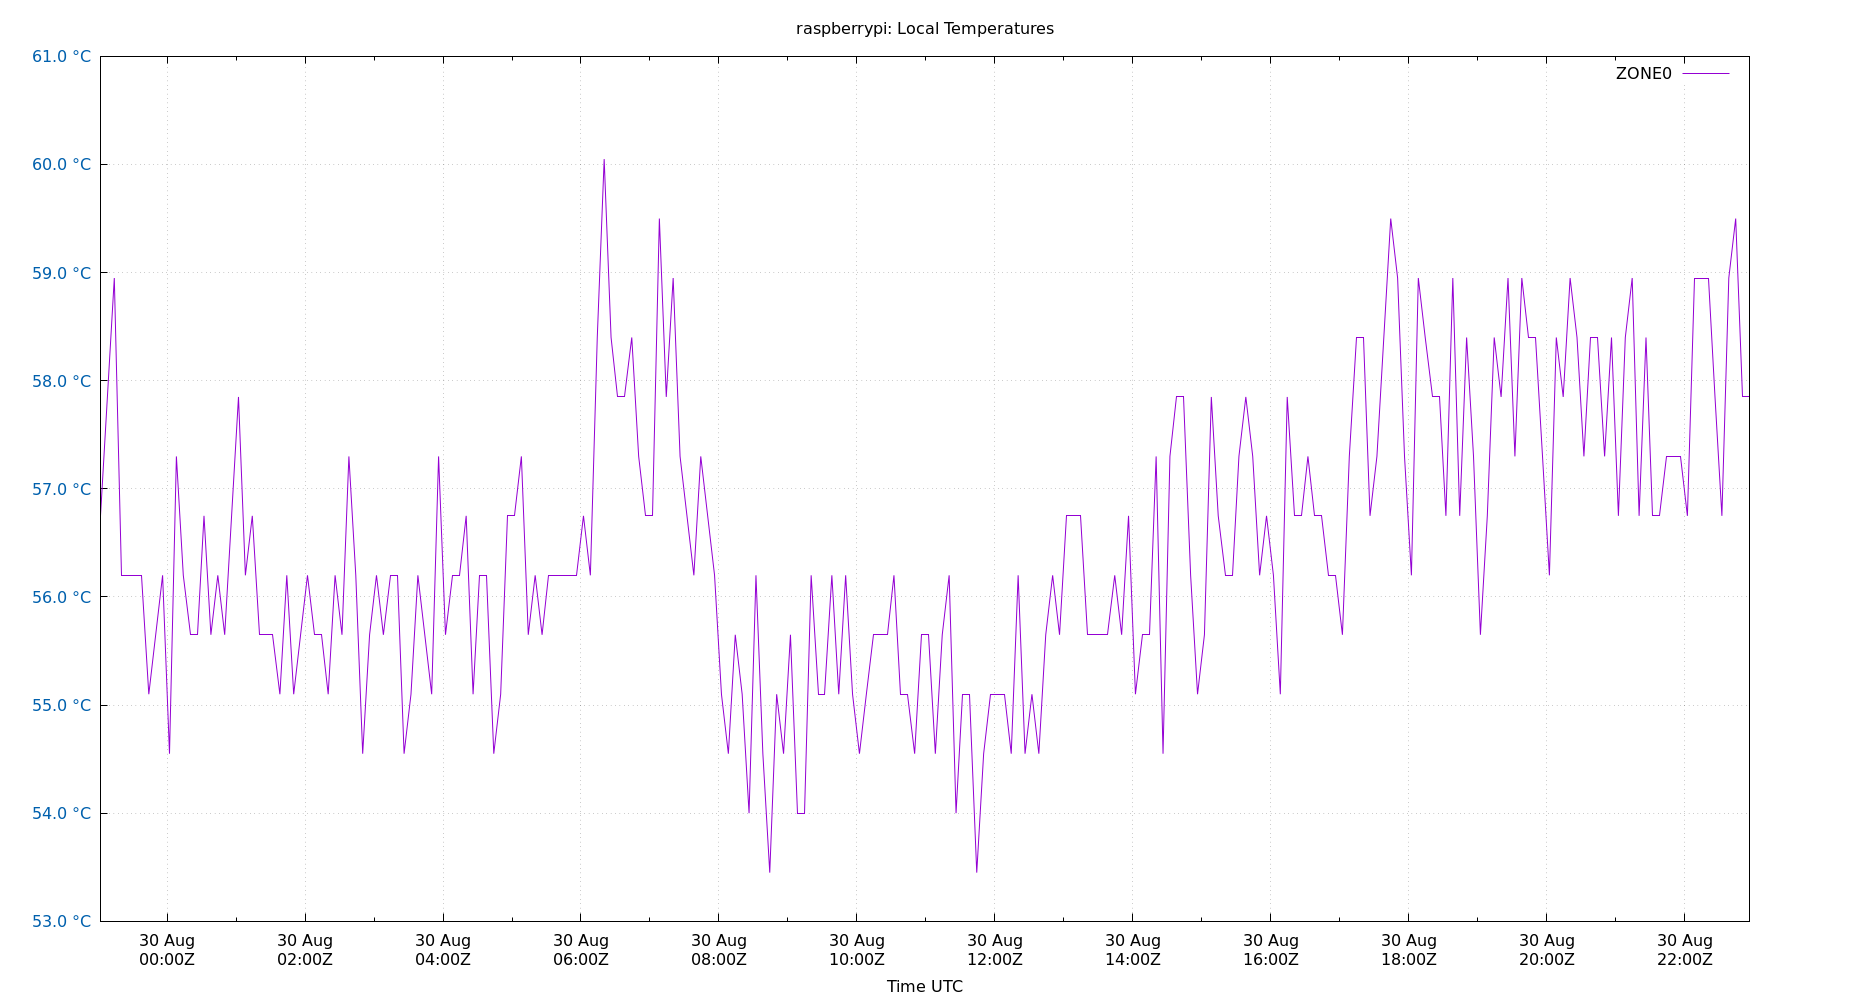 raspberrypi: Local Temperatures
61.0 °C
ZONE0
60.0 °C
59.0 °C
58.0 °C
57.0 °C
56.0 °C
55.0 °C
54.0 °C
53.0 °C
30 Aug 30 Aug 30 Aug 30 Aug 30 Aug 30 Aug 30 Aug 30 Aug 30 Aug 30 Aug 30 Aug 30 Aug
00:00Z 02:00Z 04:00Z 06:00Z 08:00Z 10:00Z 12:00Z 14:00Z 16:00Z 18:00Z 20:00Z 22:00Z
Time UTC